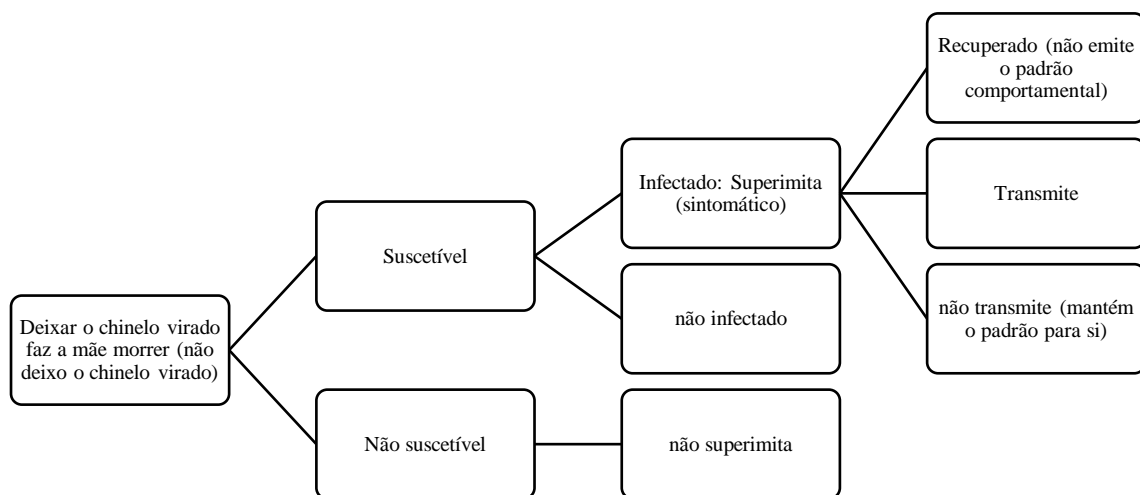 Deixar o chinelo virado
faz a mãe morrer (não
deixo o chinelo virado)
Suscetível
Infectado: Superimita
(sintomático)
Recuperado (não emite
o padrão
comportamental)
Transmite
não transmite (mantém
o padrão para si)
não infectado
Não suscetível
não superimita